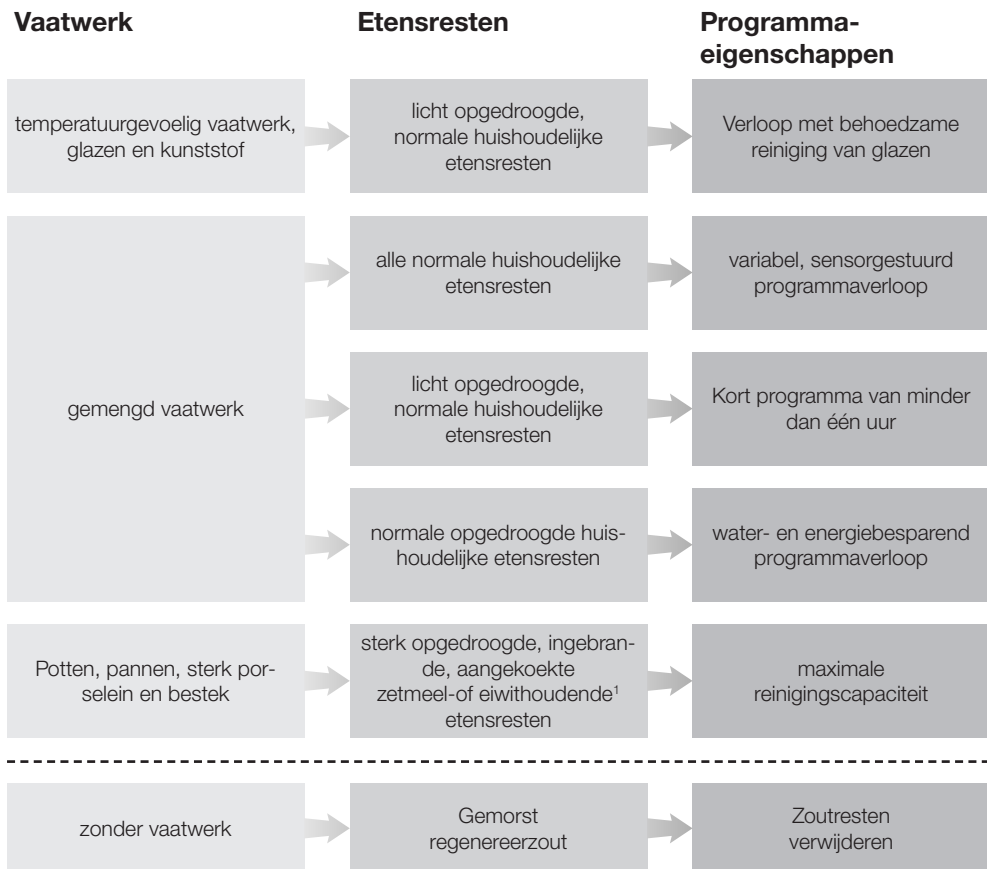 Vaatwerk
Etensresten
Programma-
eigenschappen
temperatuurgevoelig vaatwerk,
glazen en kunststof
licht opgedroogde,
normale huishoudelijke
etensresten
Verloop met behoedzame
reiniging van glazen
gemengd vaatwerk
alle normale huishoudelijke
etensresten
variabel, sensorgestuurd
programmaverloop
licht opgedroogde,
normale huishoudelijke
etensresten
Kort programma van minder
dan één uur
normale opgedroogde huis-
houdelijke etensresten
water- en energiebesparend
programmaverloop
Potten, pannen, sterk por-
selein en bestek
sterk opgedroogde, ingebran-
de, aangekoekte
zetmeel-of eiwithoudende¹
etensresten
maximale
reinigingscapaciteit
zonder vaatwerk
Gemorst
regenereerzout
Zoutresten
verwijderen